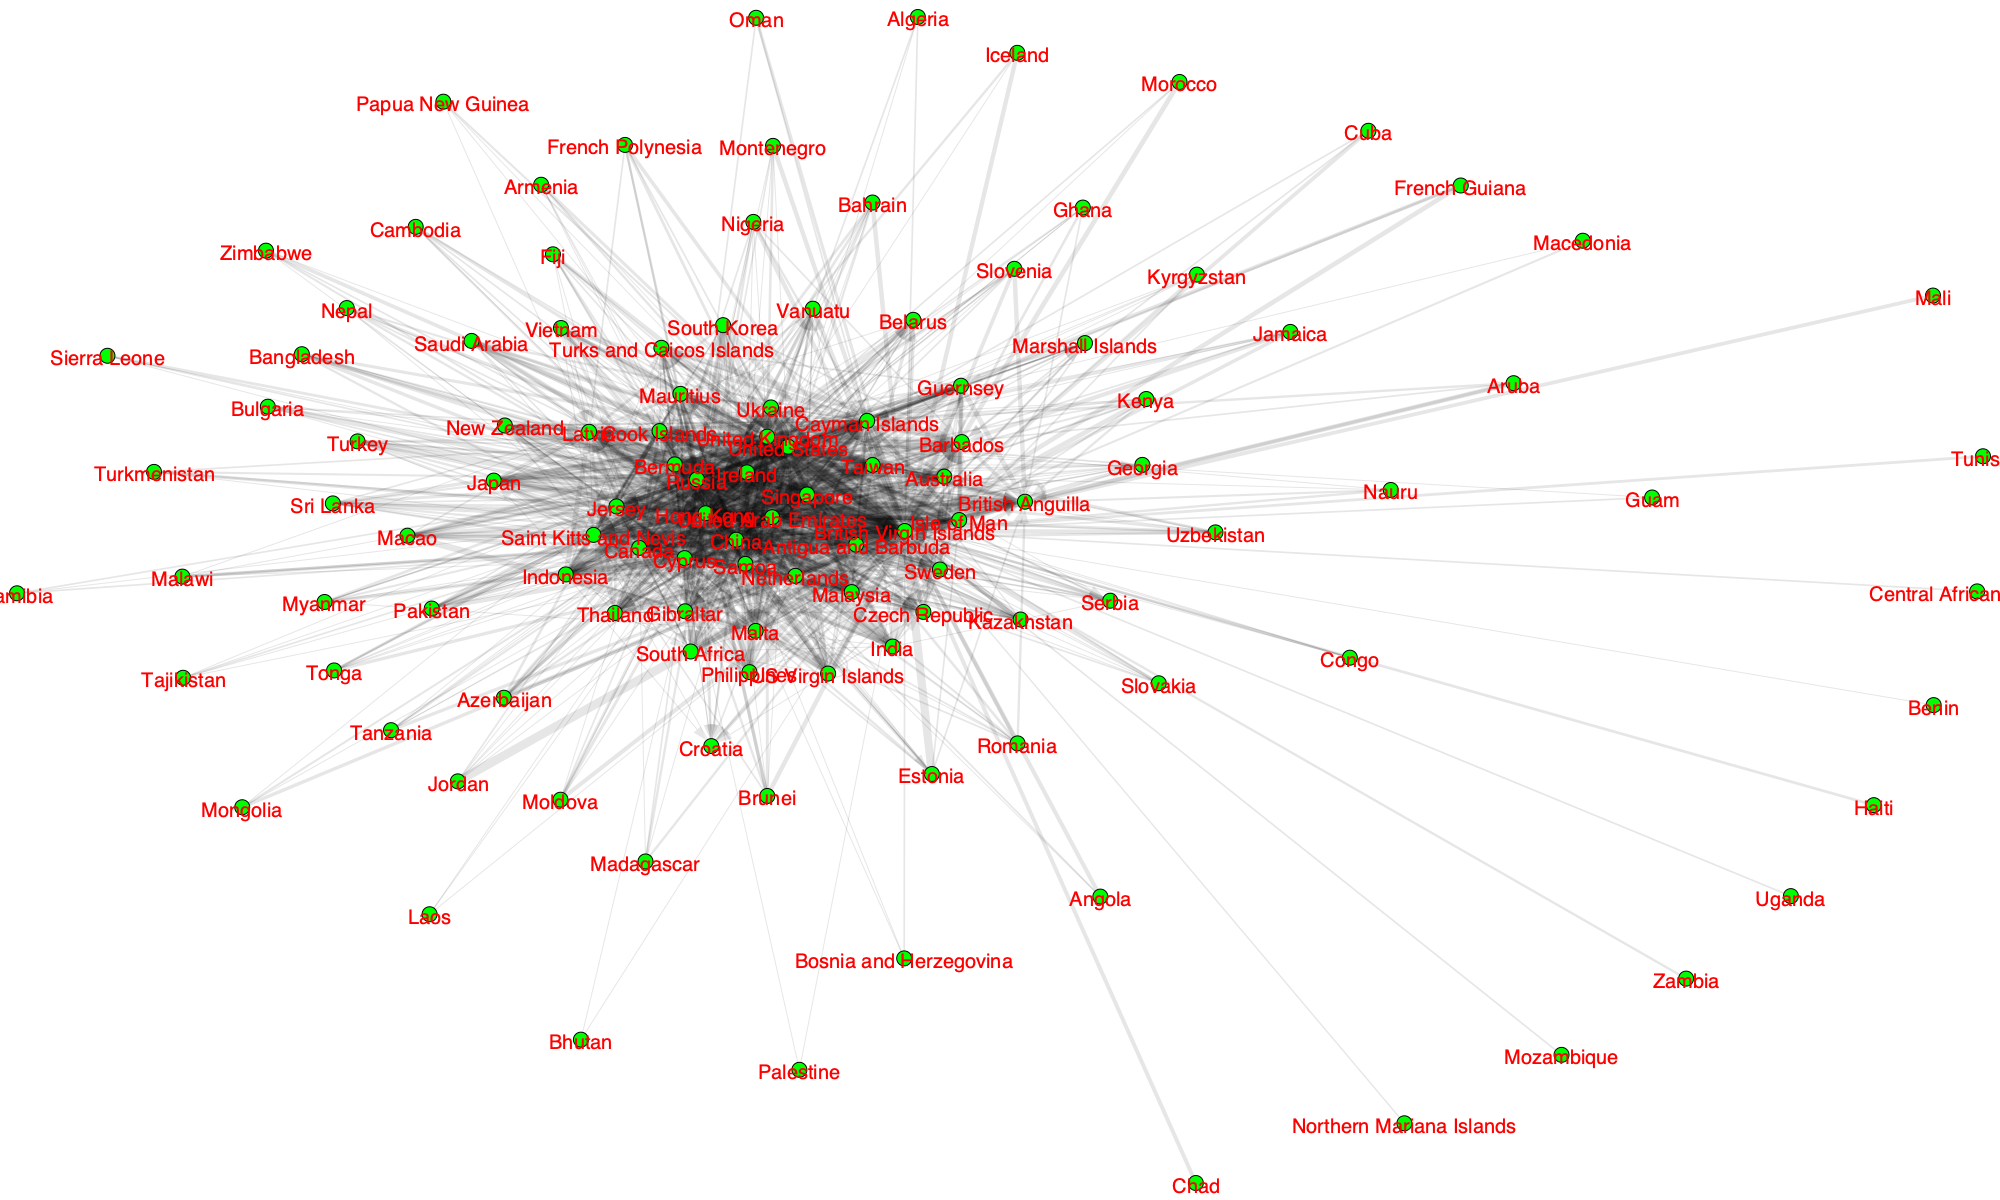 Oman
Algeria
Iceland
Morocco
Papua New Guinea
Cuba
French Polynesia
Montenegro
Armenia
French Guiana
Bahrain
Ghana
Nigeria
Cambodia
Macedonia
Zimbabwe
Fiji
Slovenia
Kyrgyzstan
Mali
Nepal
Vanuatu
Belarus
Vietnam
South Korea
Jamaica
Saudi Arabia
Marshall Islands
Turks and Caicos Islands
Sierra Leone
Bangladesh
Aruba
Guernsey
Mauritius
Kenya
Bulgaria
Ukraine
Cayman Islands
New Zealand
Latvia
Cook Islands
United Kingdom
Turkey
Barbados
United States
Tunis
Bermuda
Taiwan
Georgia
Turkmenistan
Ireland
Australia
Japan
Russia
Nauru
Singapore
Guam
British Anguilla
Sri Lanka
Jersey
Hong Kong
United Arab Emirates
Isle of Man
British Virgin Islands
Uzbekistan
Macao
Saint Kitts and Nevis
China
Antigua and Barbuda
Canada
Cyprus
Samoa
Sweden
Indonesia
Netherlands
Malawi
Malaysia
Central African
amibia
Myanmar
Serbia
Pakistan
Thailand
Gibraltar
Czech Republic
Kazakhstan
Malta
India
South Africa
Congo
Tonga
Philippines
US Virgin Islands
Tajikistan
Slovakia
Azerbaijan
Benin
Tanzania
Croatia
Romania
Estonia
Jordan
Brunei
Moldova
Mongolia
Haiti
Madagascar
Angola
Uganda
Laos
Bosnia and Herzegovina
Zambia
Bhutan
Mozambique
Palestine
Northern Mariana Islands
Chad